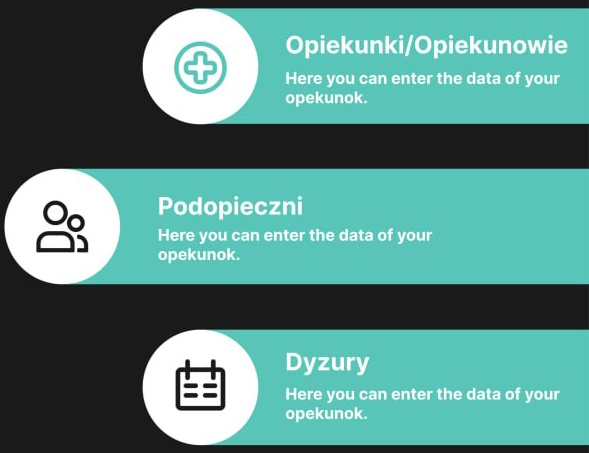 Opiekunki/Opiekunowie
Here you can enter the data of your
opekunok.
Podopieczni
Here you can enter the data of your
opekunok.
Dyzury
Here you can enter the data of your
opekunok.